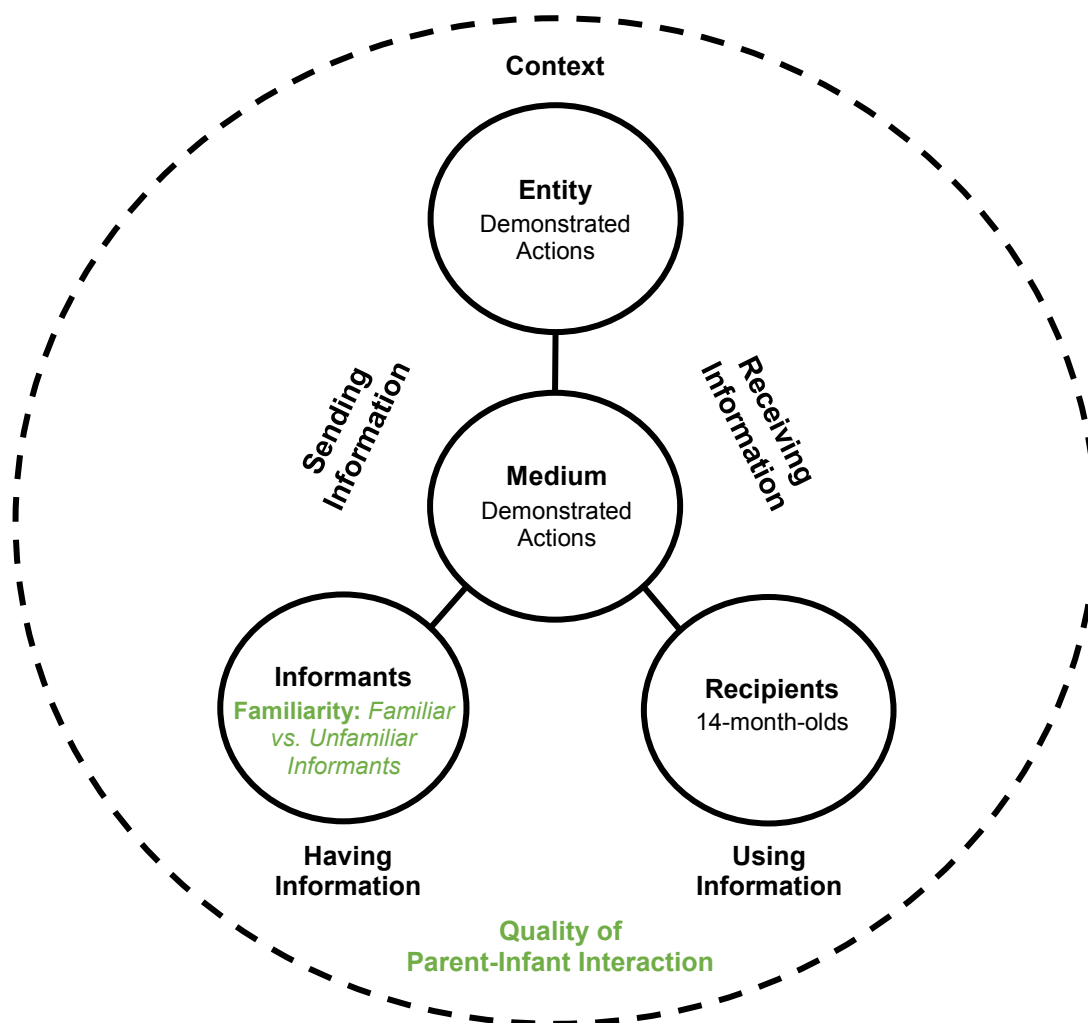 Context
Entity
Demonstrated
Actions
Sending
Information
Receiving
Information
Medium
Demonstrated
Actions
Informants
Familiarity: Familiar
vs. Unfamiliar
Informants
Recipients
14-month-olds
Having
Information
Using
Information
Quality of
Parent-Infant Interaction